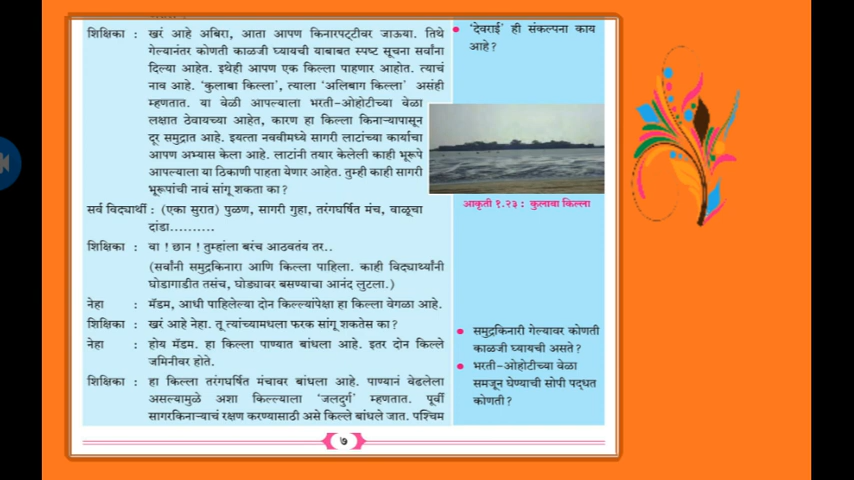 शिक्षिका : खरं आहे अबिरा, आता आपण किनारपट्टीवर जाऊया. तिथे
गेल्यानंतर कोणती काळजी घ्यायची याबाबत स्पष्ट सूचना सर्वांना
दिल्या आहेत. इथेही आपण एक किल्ला पाहणार आहोत. त्याचं
नाव आहे. ‘कुलाबा किल्ला’, त्याला ‘अलिबाग किल्ला’ असंही
म्हणतात. या वेळी आपल्याला भरती-ओहोटीच्या वेळा
लक्षात ठेवायच्या आहेत, कारण हा किल्ला किनाऱ्यापासून
दूर समुद्रात आहे. इयत्ता नववीमध्ये सागरी लाटांच्या कार्याचा
आपण अभ्यास केला आहे. लाटांनी तयार केलेली काही भूरूपे
आपल्याला या ठिकाणी पाहता येणार आहेत. तुम्ही काही सागरी
भूरूपांची नावं सांगू शकता का?
सर्व विद्यार्थी : (एका सुरात) पुळण, सागरी गुहा, तरंगघर्षित मंच, वाळूचा
दांडा..........
शिक्षिका : वा ! छान ! तुम्हांला बरंच आठवतंय तर..
(सर्वांनी समुद्रकिनारा आणि किल्ला पाहिला. काही विद्यार्थ्यांनी
घोडागाडीत तसंच, घोड्यावर बसण्याचा आनंद लुटला.)
नेहा : मॅडम, आधी पाहिलेल्या दोन किल्ल्यांपेक्षा हा किल्ला वेगळा आहे.
शिक्षिका : खरं आहे नेहा. तू त्यांच्यामधला फरक सांगू शकतेस का?
नेहा : होय मॅडम. हा किल्ला पाण्यात बांधला आहे. इतर दोन किल्ले
जमिनीवर होते.
शिक्षिका : हा किल्ला तरंगघर्षित मंचावर बांधला आहे. पाण्यानं वेढलेला
असल्यामुळे अशा किल्ल्याला ‘जलदुर्ग’ म्हणतात. पूर्वी
सागरकिनाऱ्याचं रक्षण करण्यासाठी असे किल्ले बांधले जात. पश्चिम
• ‘देवराई’ ही संकल्पना काय
आहे?
आकृती १.२३ : कुलाबा किल्ला
• समुद्रकिनारी गेल्यावर कोणती
काळजी घ्यायची असते?
• भरती-ओहोटीच्या वेळा
समजून घेण्याची सोपी पद्धत
कोणती?
७